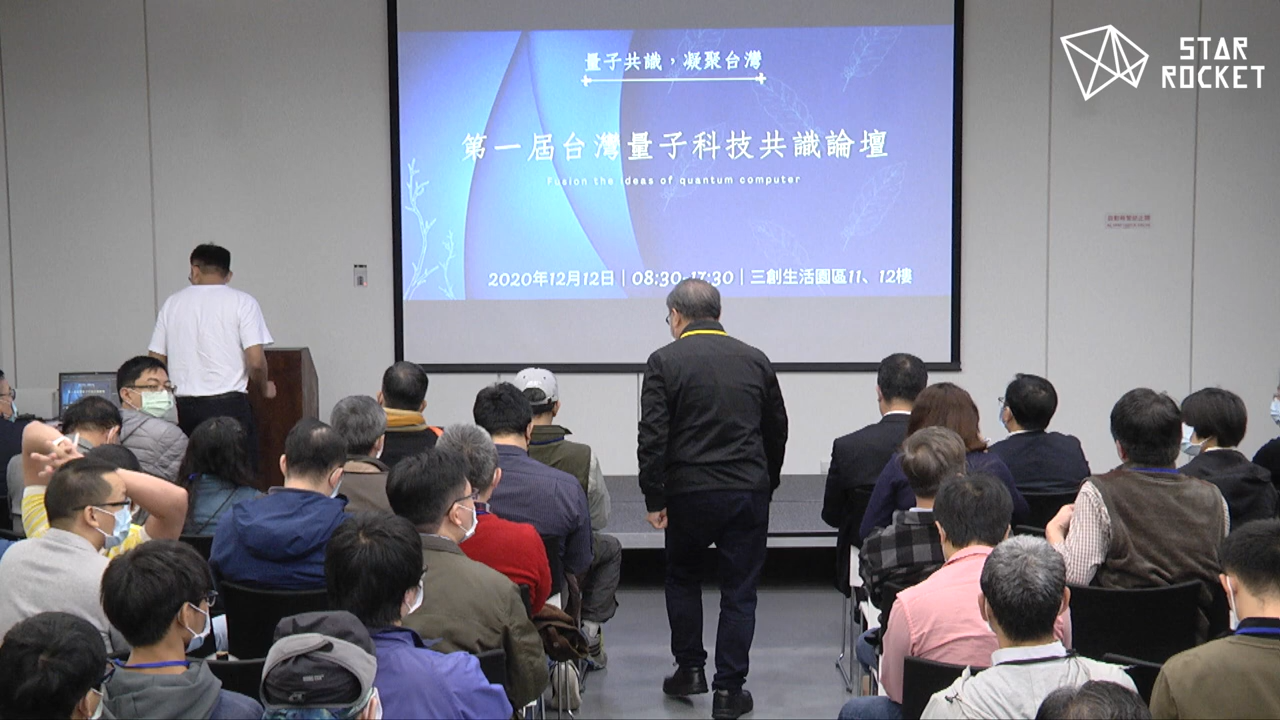 量子共識，凝聚台灣
第一屆台灣量子科技共識論壇
Fusion the ideas of quantum computer
2020年12月12日｜08:30-17:30｜三創生活園區11、12樓
STAR
ROCKET